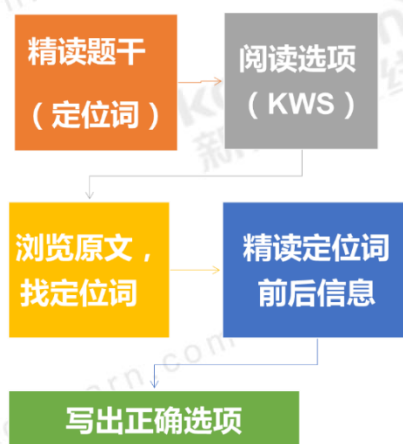 精读题干
（定位词）
阅读选项
（KWS）
浏览原文，
找定位词
精读定位词
前后信息
写出正确选项